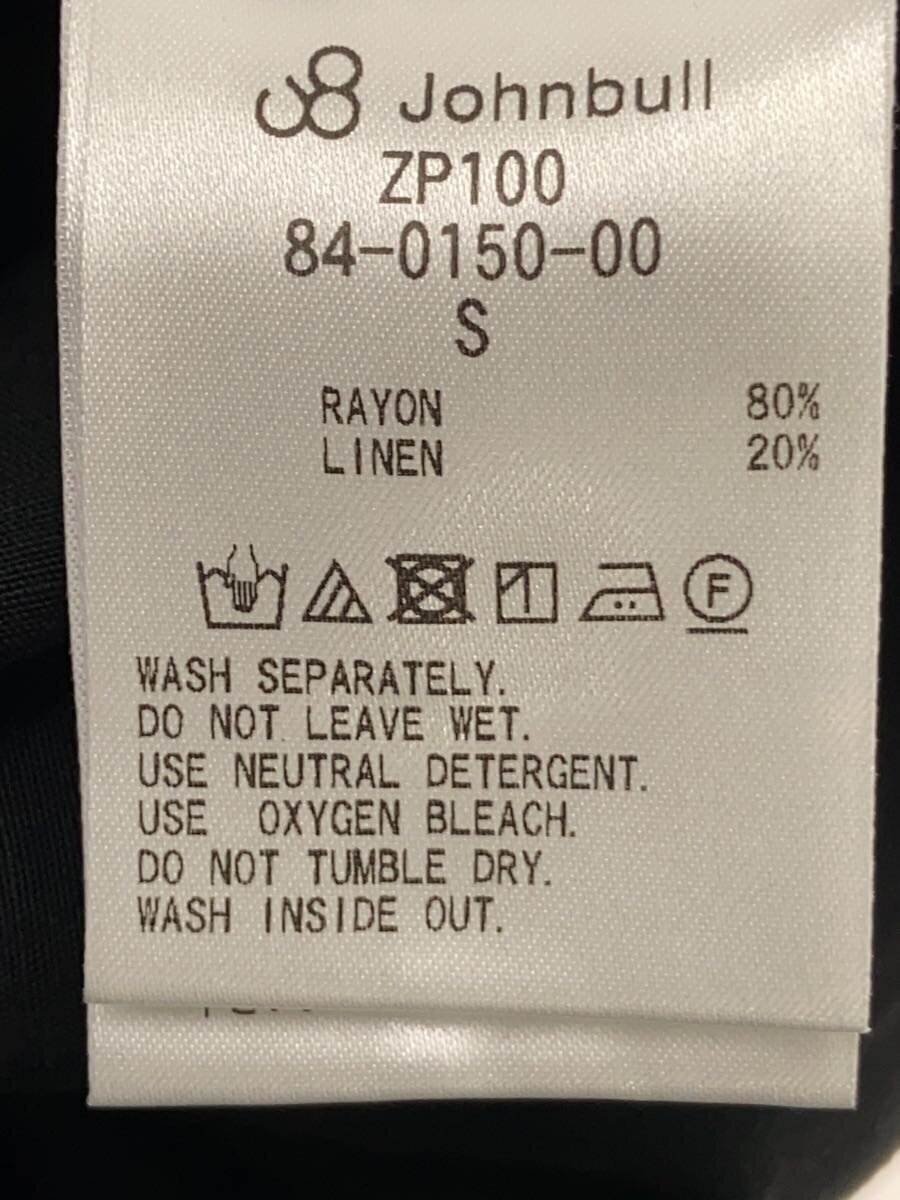 Johnbull
ZP100
84-0150-00
S
RAYON 80%
LINEN 20%
F
WASH SEPARATELY.
DO NOT LEAVE WET.
USE NEUTRAL DETERGENT.
USE OXYGEN BLEACH.
DO NOT TUMBLE DRY.
WASH INSIDE OUT.